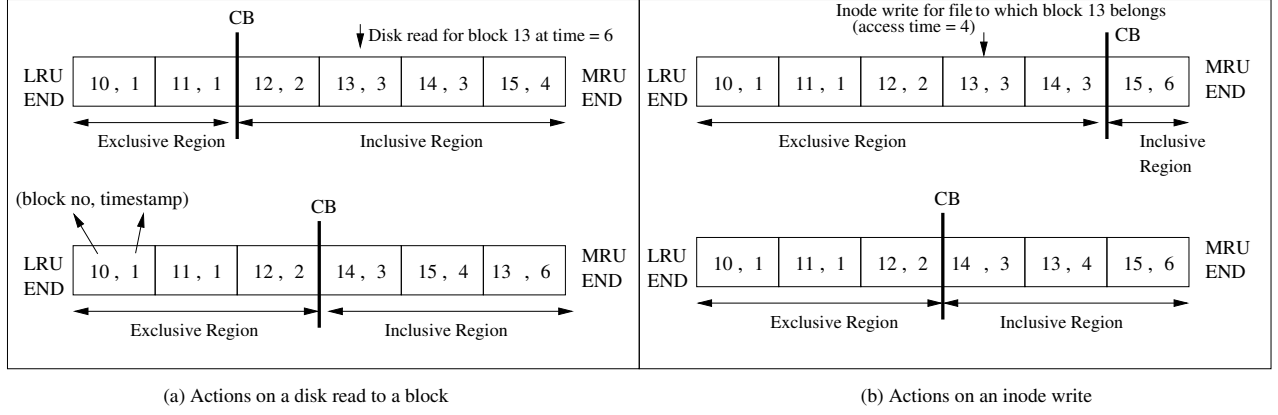 CB
Disk read for block 13 at time = 6
LRU
END
10 , 1 11 , 1 12 , 2 13 , 3 14 , 3 15 , 4
MRU
END
Exclusive Region Inclusive Region
(block no, timestamp)
CB
LRU
END
10 , 1 11 , 1 12 , 2 14 , 3 15 , 4 13 , 6
MRU
END
Exclusive Region Inclusive Region
(a) Actions on a disk read to a block
Inode write for file to which block 13 belongs
(access time = 4)
CB
LRU
END
10 , 1 11 , 1 12 , 2 13 , 3 14 , 3 15 , 6
MRU
END
Exclusive Region Inclusive
Region
CB
LRU
END
10 , 1 11 , 1 12 , 2 14 , 3 13 , 4 15 , 6
MRU
END
Exclusive Region Inclusive Region
(b) Actions on an inode write